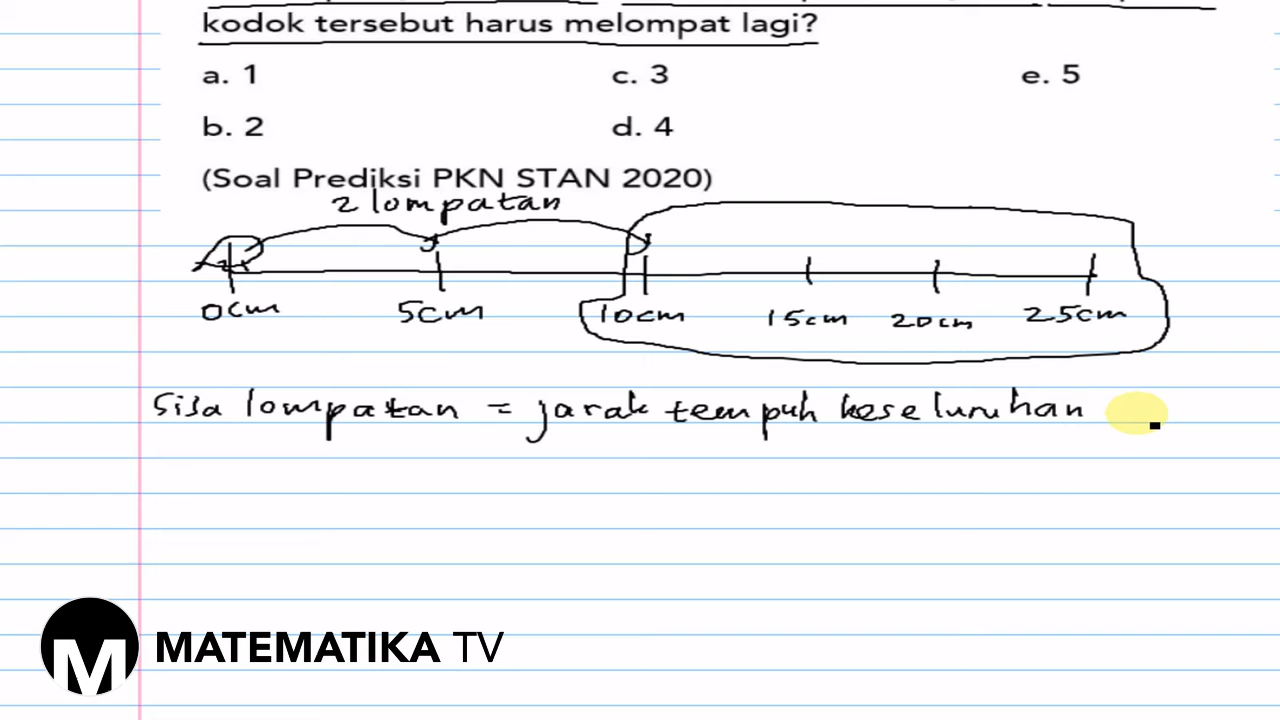 kodok tersebut harus melompat lagi?
a. 1 c. 3 e. 5
b. 2 d. 4
(Soal Prediksi PKN STAN 2020)
2 lompatan
0cm 5cm 10cm 15cm 20cm 25cm
Sisa lompatan = jarak tempuh keseluruhan
M MATEMATIKA TV